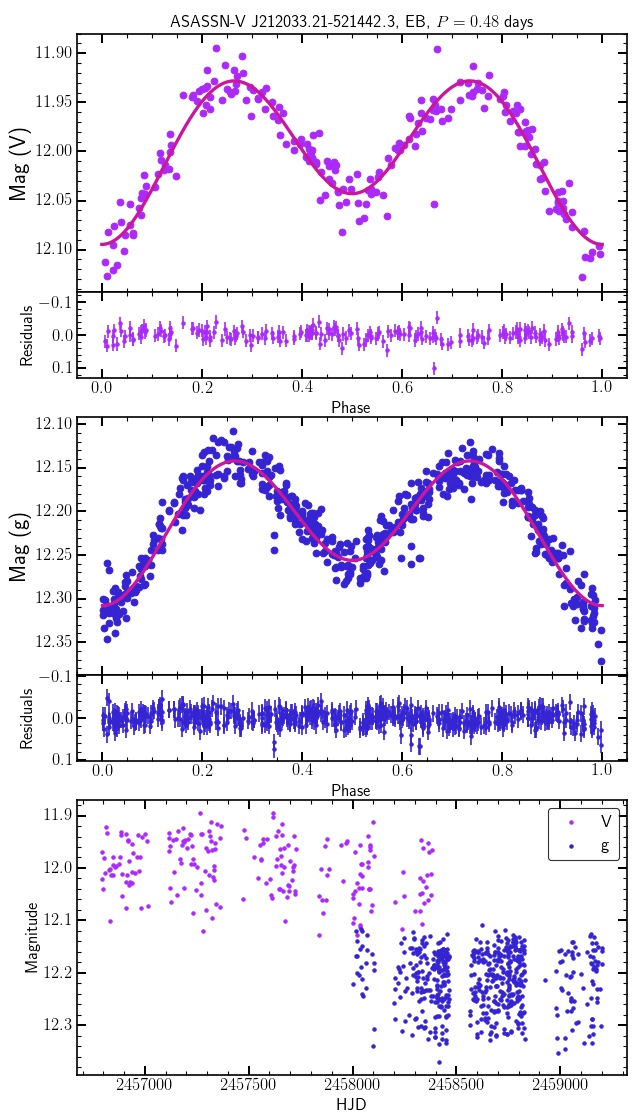 ASASSN-V J212033.21-521442.3, EB, P = 0.48 days
11.90
11.95
12.00
12.05
12.10
Mag (V)
−0.1
0.0
0.1
Residuals
0.0 0.2 0.4 0.6 0.8 1.0
Phase
12.10
12.15
12.20
12.25
12.30
12.35
Mag (g)
−0.1
0.0
0.1
Residuals
0.0 0.2 0.4 0.6 0.8 1.0
Phase
11.9
12.0
12.1
12.2
12.3
Magnitude
V
g
2457000 2457500 2458000 2458500 2459000
HJD